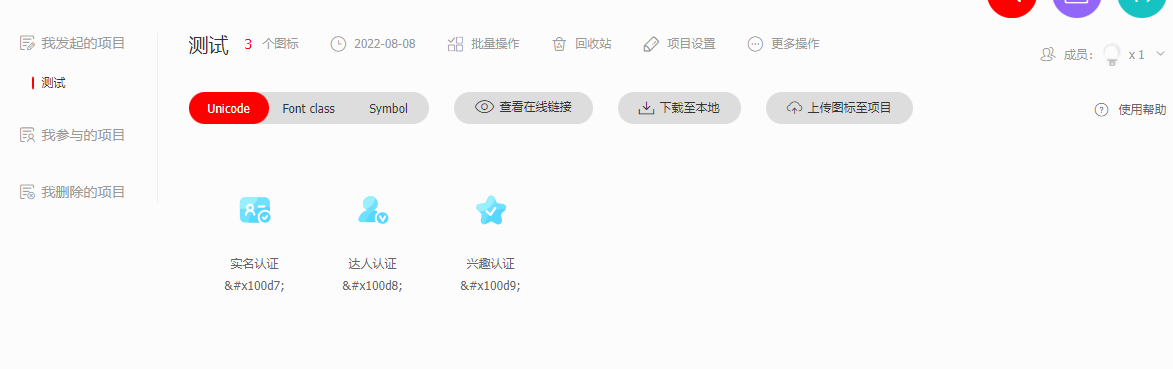 我发起的项目
测试
我参与的项目
我删除的项目
测试 3 个图标 2022-08-08 批量操作 回收站 项目设置 更多操作
成员： x 1
Unicode Font class Symbol 查看在线链接 下载至本地 上传图标至项目
使用帮助
实名认证 达人认证 兴趣认证
&#x100d7; &#x100d8; &#x100d9;